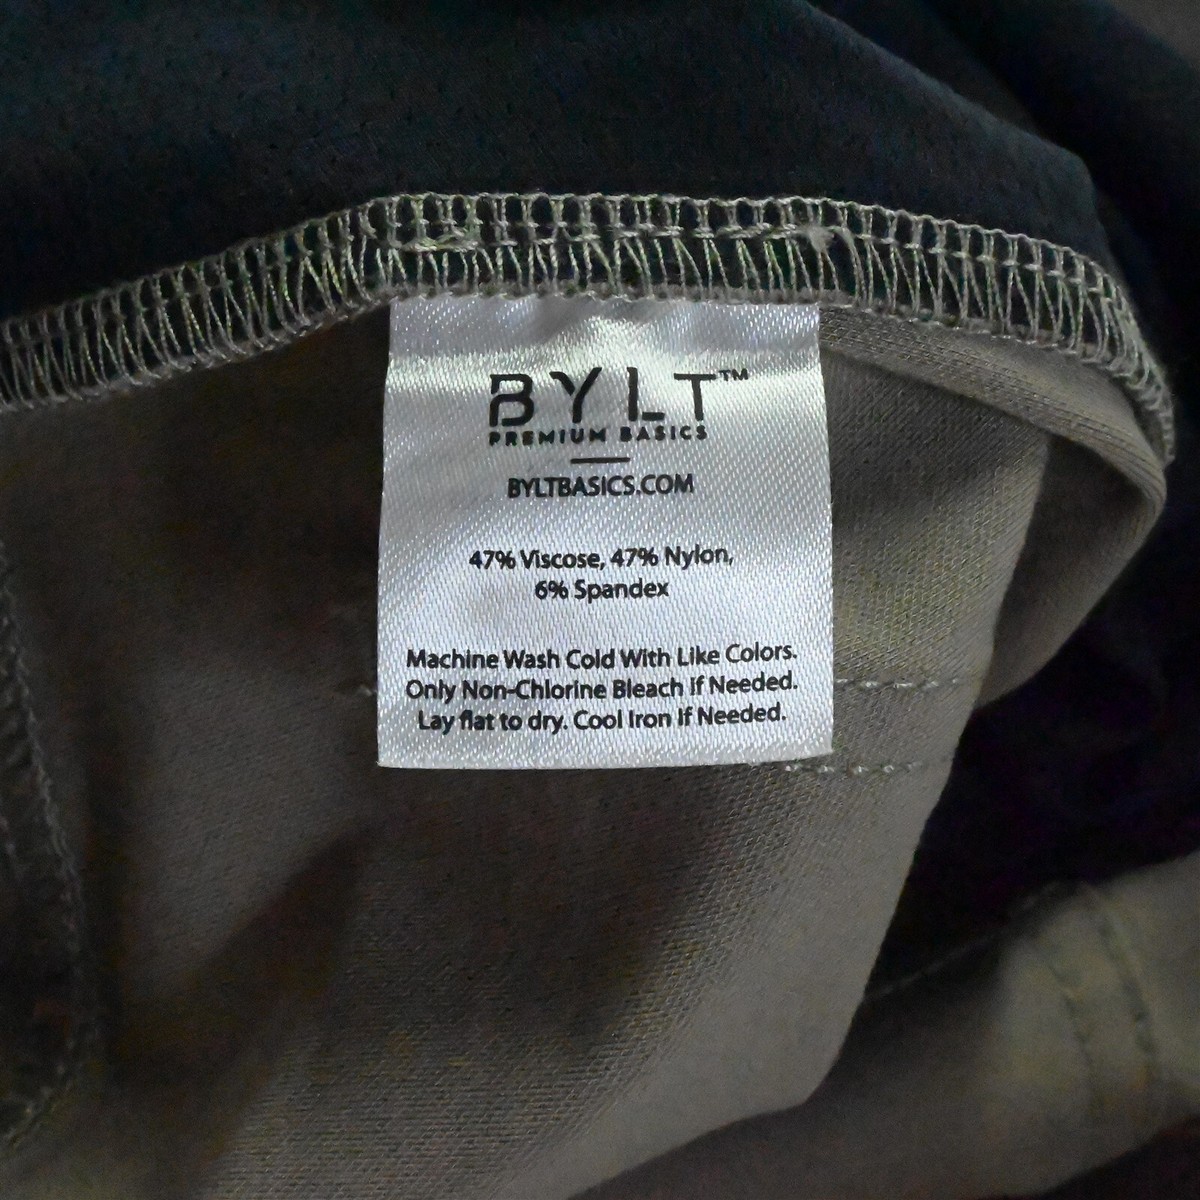 BYLT™
PREMIUM BASICS
BYLTBASICS.COM
47% Viscose, 47% Nylon,
6% Spandex
Machine Wash Cold With Like Colors.
Only Non-Chlorine Bleach If Needed.
Lay flat to dry. Cool Iron If Needed.